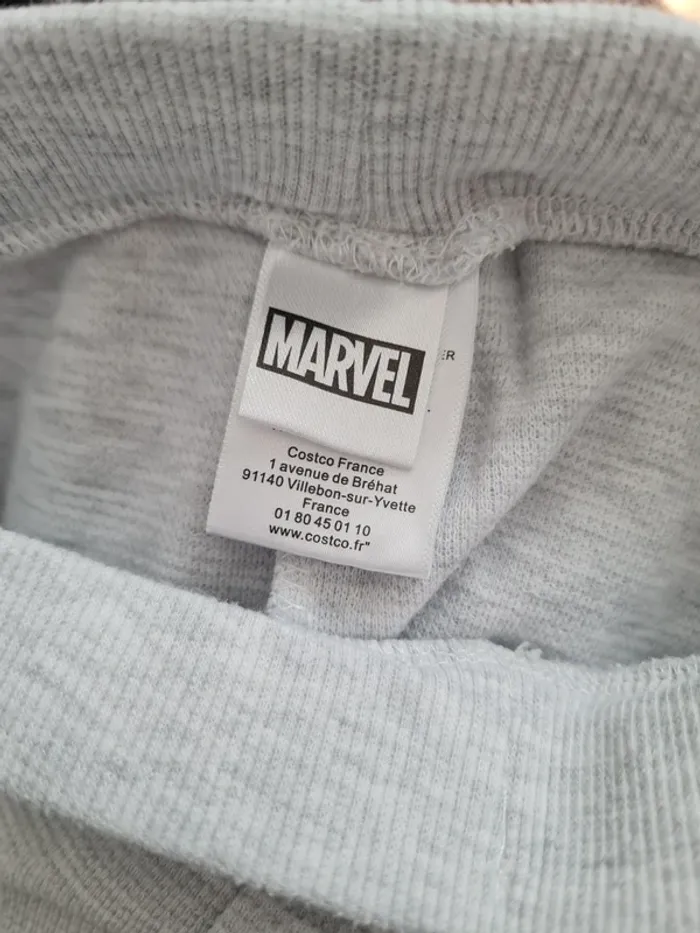 MARVEL
ER
Costco France
1 avenue de Bréhat
91140 Villebon-sur-Yvette
France
01 80 45 01 10
www.costco.fr"